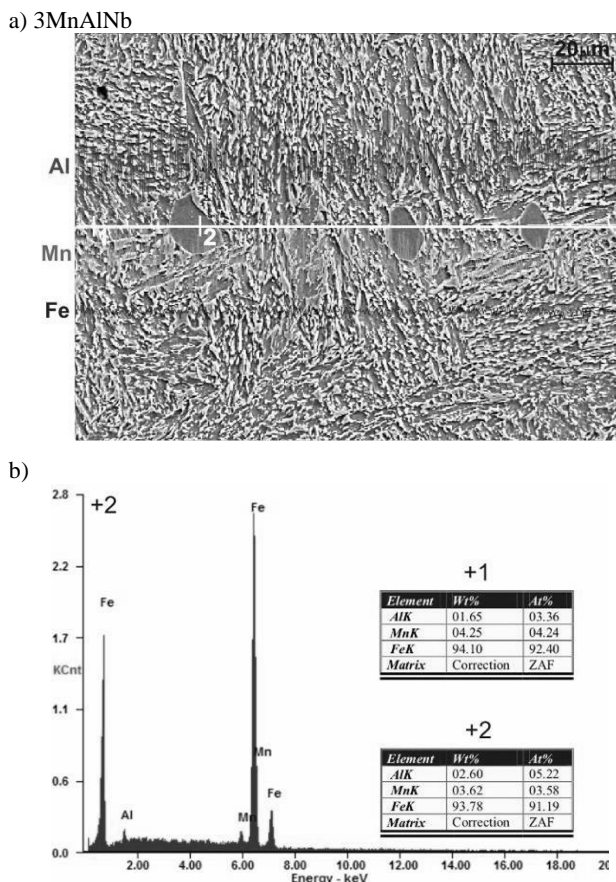 a) 3MnAlNb
20µm
Al
2
Mn
Fe
b)
2.8
+2
Fe
2.2
Fe
1.7
KCnt
1.1
Mn
0.6
Fe
Al
Mn
0.0
2.00 4.00 6.00 8.00 10.00 12.00 14.00 16.00 18.00 20
Energy - keV
+1
Element Wt% At%
AlK 01.65 03.36
MnK 04.25 04.24
FeK 94.10 92.40
Matrix Correction ZAF
+2
Element Wt% At%
AlK 02.60 05.22
MnK 03.62 03.58
FeK 93.78 91.19
Matrix Correction ZAF